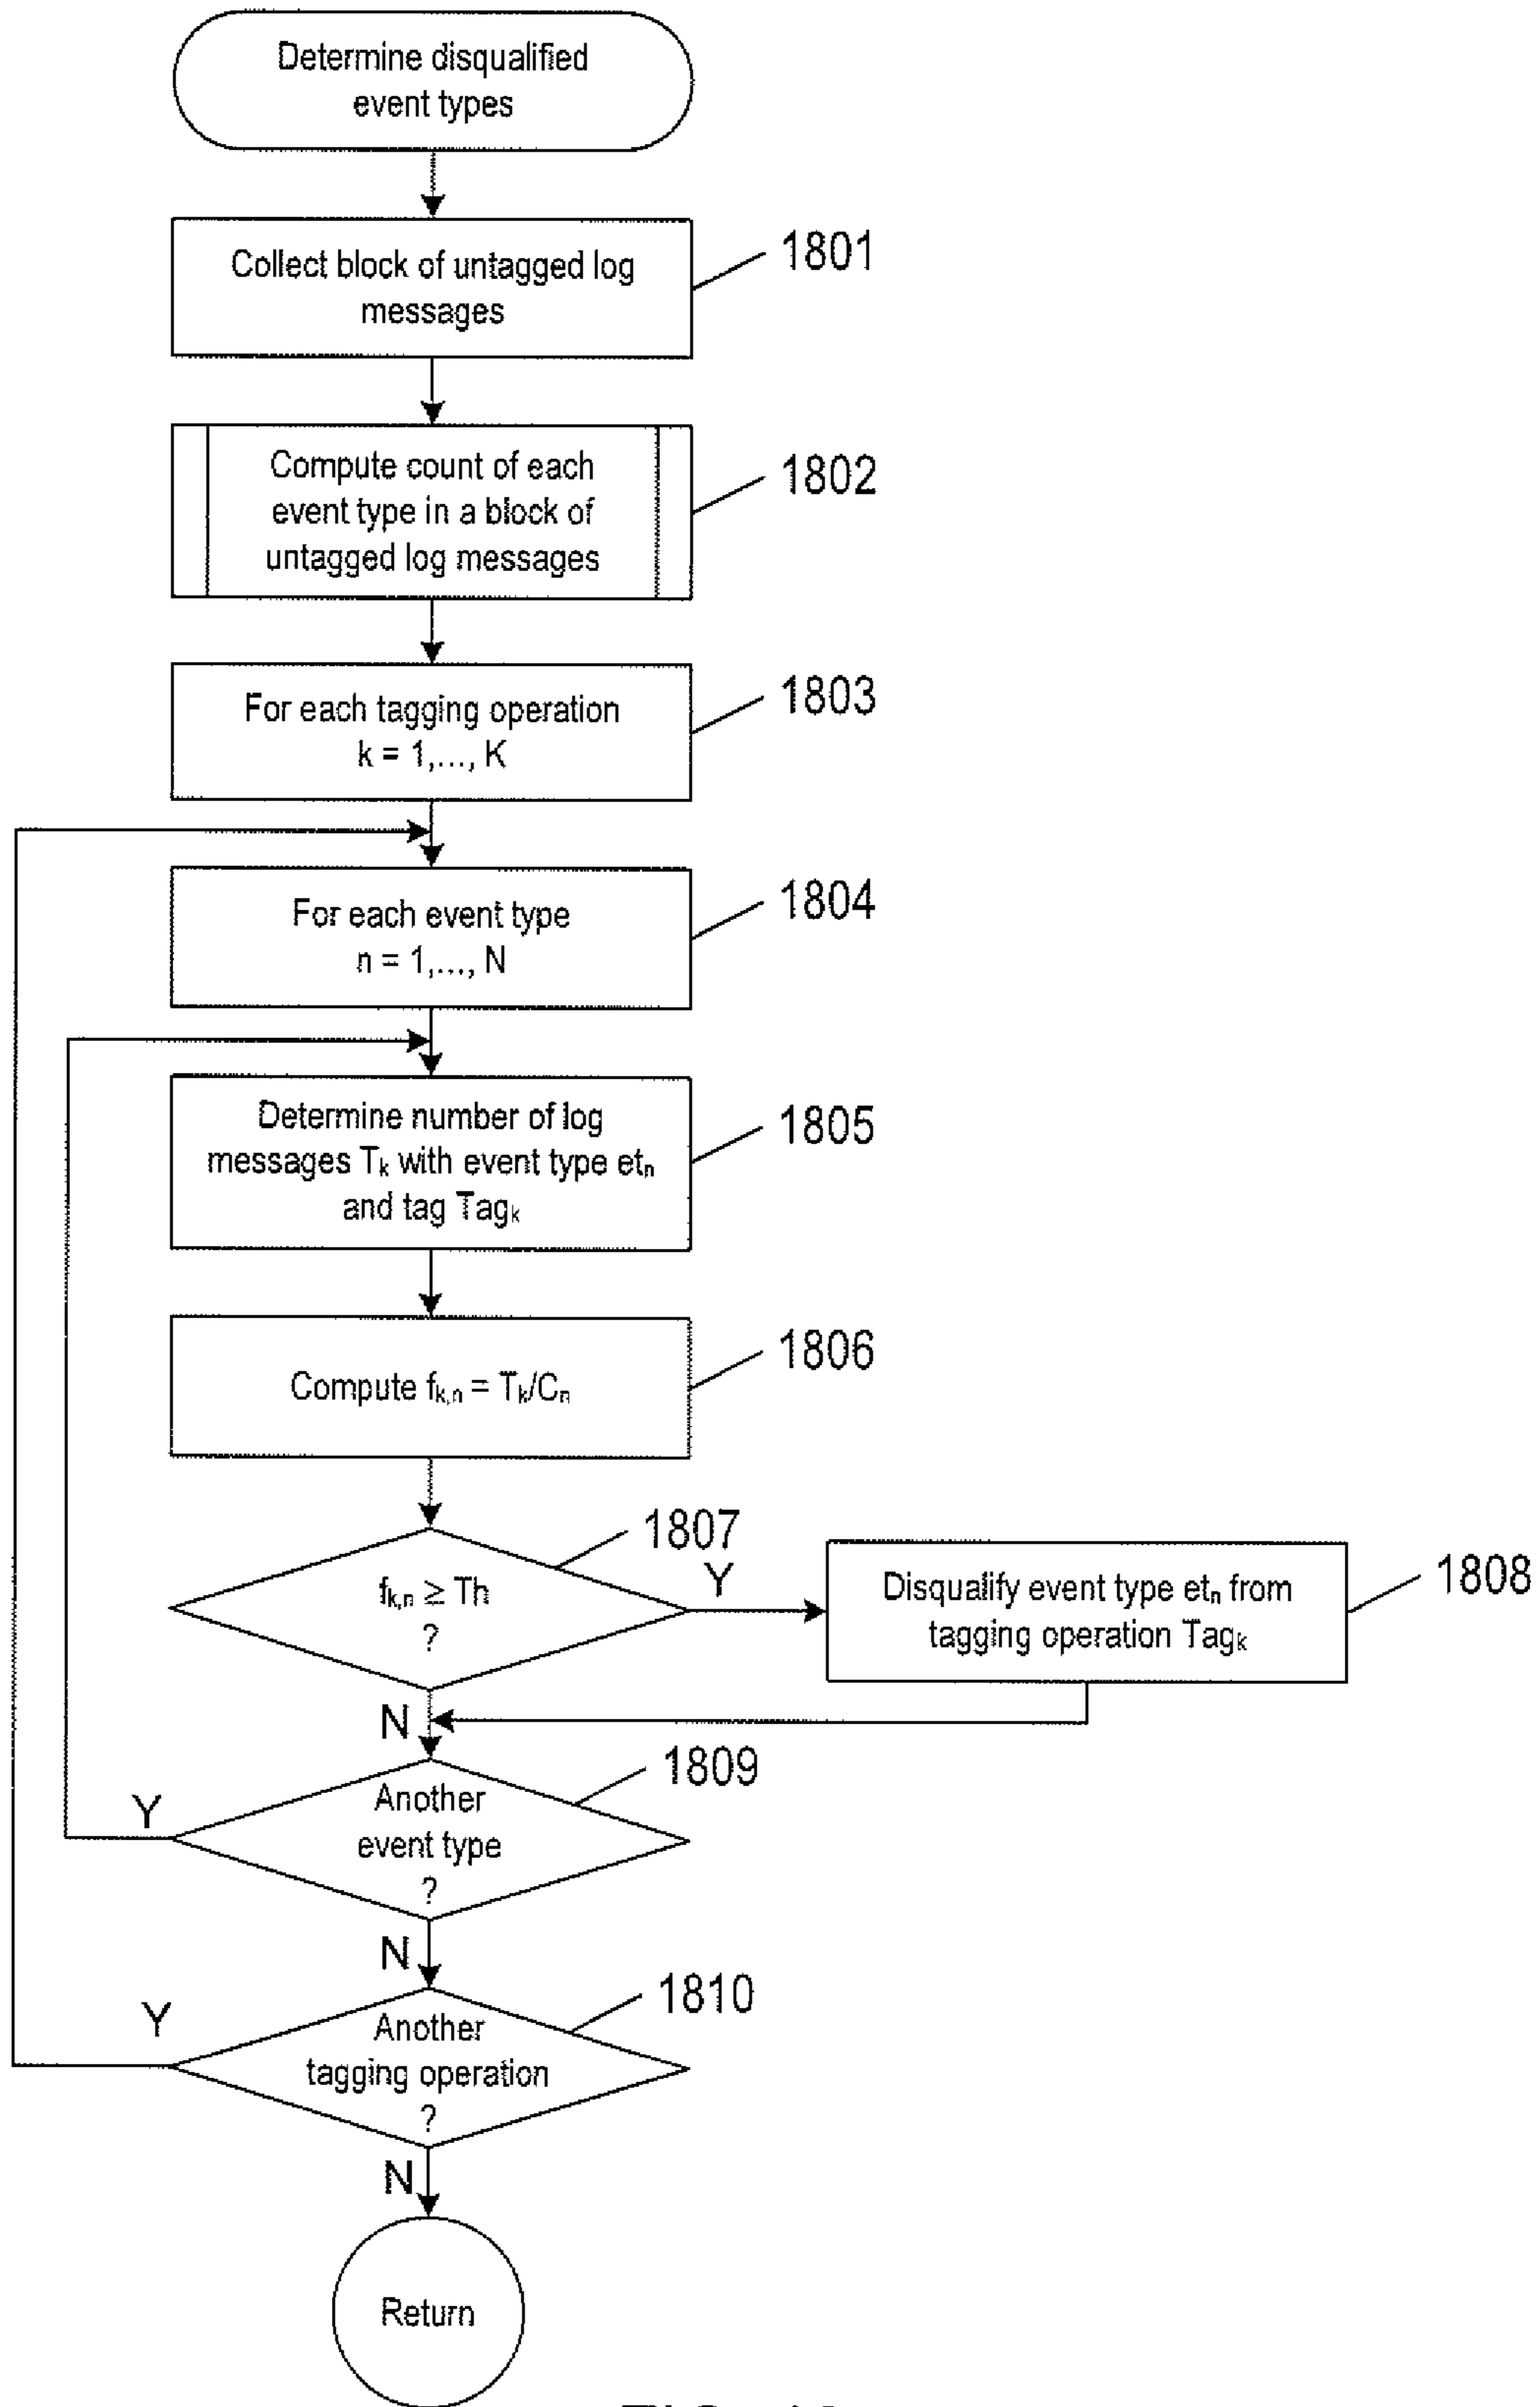 Determine disqualified
event types
Collect block of untagged log
messages
1801
Compute count of each
event type in a block of
untagged log messages
1802
For each tagging operation
k = 1,..., K
1803
For each event type
n = 1,..., N
1804
Determine number of log
messages Tₖ with event type etₙ
and tag Tagₖ
1805
Compute fₖ,ₙ = Tₖ/Cₙ
1806
fₖ,ₙ ≥ Th
?
1807
Y
Disqualify event type etₙ from
tagging operation Tagₖ
1808
N
Another
event type
?
1809
Y
N
Another
tagging operation
?
1810
Y
N
Return